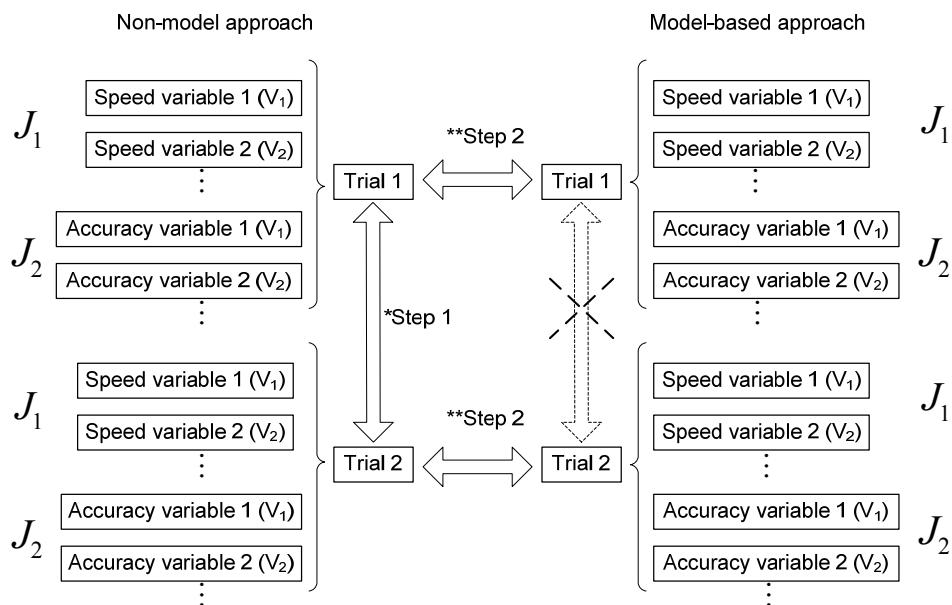 Non-model approach
Model-based approach
J₁
Speed variable 1 (V₁)
Speed variable 2 (V₂)
⋮
J₂
Accuracy variable 1 (V₁)
Accuracy variable 2 (V₂)
⋮
Trial 1
**Step 2
Trial 1
Speed variable 1 (V₁)
Speed variable 2 (V₂)
⋮
J₁
Accuracy variable 1 (V₁)
Accuracy variable 2 (V₂)
⋮
J₂
*Step 1
J₁
Speed variable 1 (V₁)
Speed variable 2 (V₂)
⋮
J₂
Accuracy variable 1 (V₁)
Accuracy variable 2 (V₂)
⋮
Trial 2
**Step 2
Trial 2
Speed variable 1 (V₁)
Speed variable 2 (V₂)
⋮
J₁
Accuracy variable 1 (V₁)
Accuracy variable 2 (V₂)
⋮
J₂